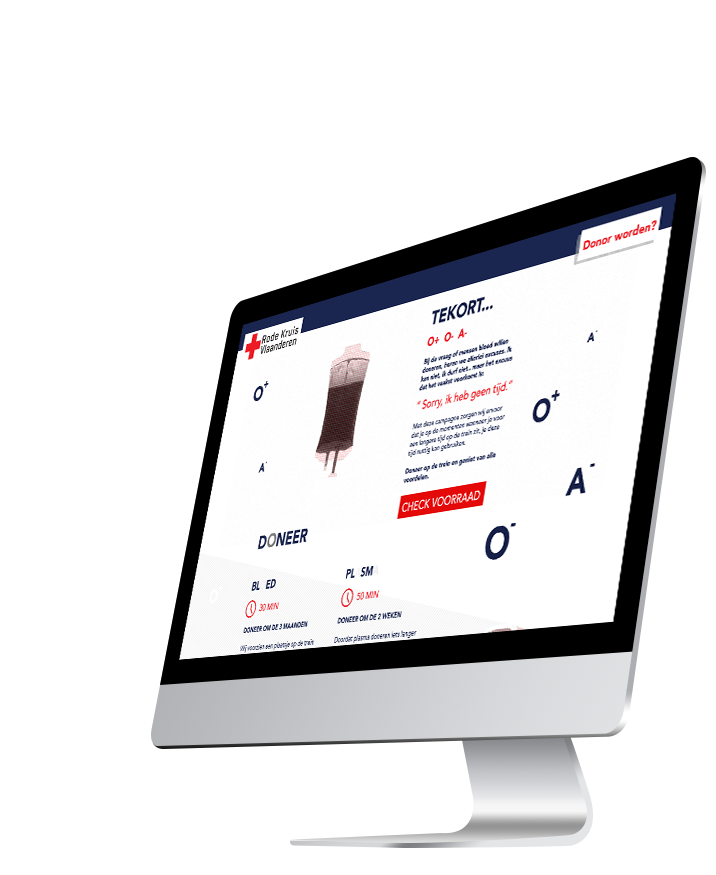 Donor worden?
Rode Kruis
Vlaanderen
TEKORT...
O+ O- A-
Bij de vraag of mensen bloed willen
doneren, horen we allerlei excuses. Ik
kan niet, ik durf niet... maar het excuus
dat het vaakst voorkomt is:
"Sorry, ik heb geen tijd."
Met deze campagne zorgen wij ervoor
dat je op de momenten wanneer je voor
een langere tijd op de trein zit, je deze
tijd nuttig kan gebruiken.
Doneer op de trein en geniet van alle
voordelen.
CHECK VOORRAAD
O+
A-
A-
O+
A-
O-
O-
DONEER
BL ED
30 MIN
DONEER OM DE 3 MAANDEN
Wij voorzien een plaatsje op de trein
PL SM
50 MIN
DONEER OM DE 2 WEKEN
Doordat plasma doneren iets langer